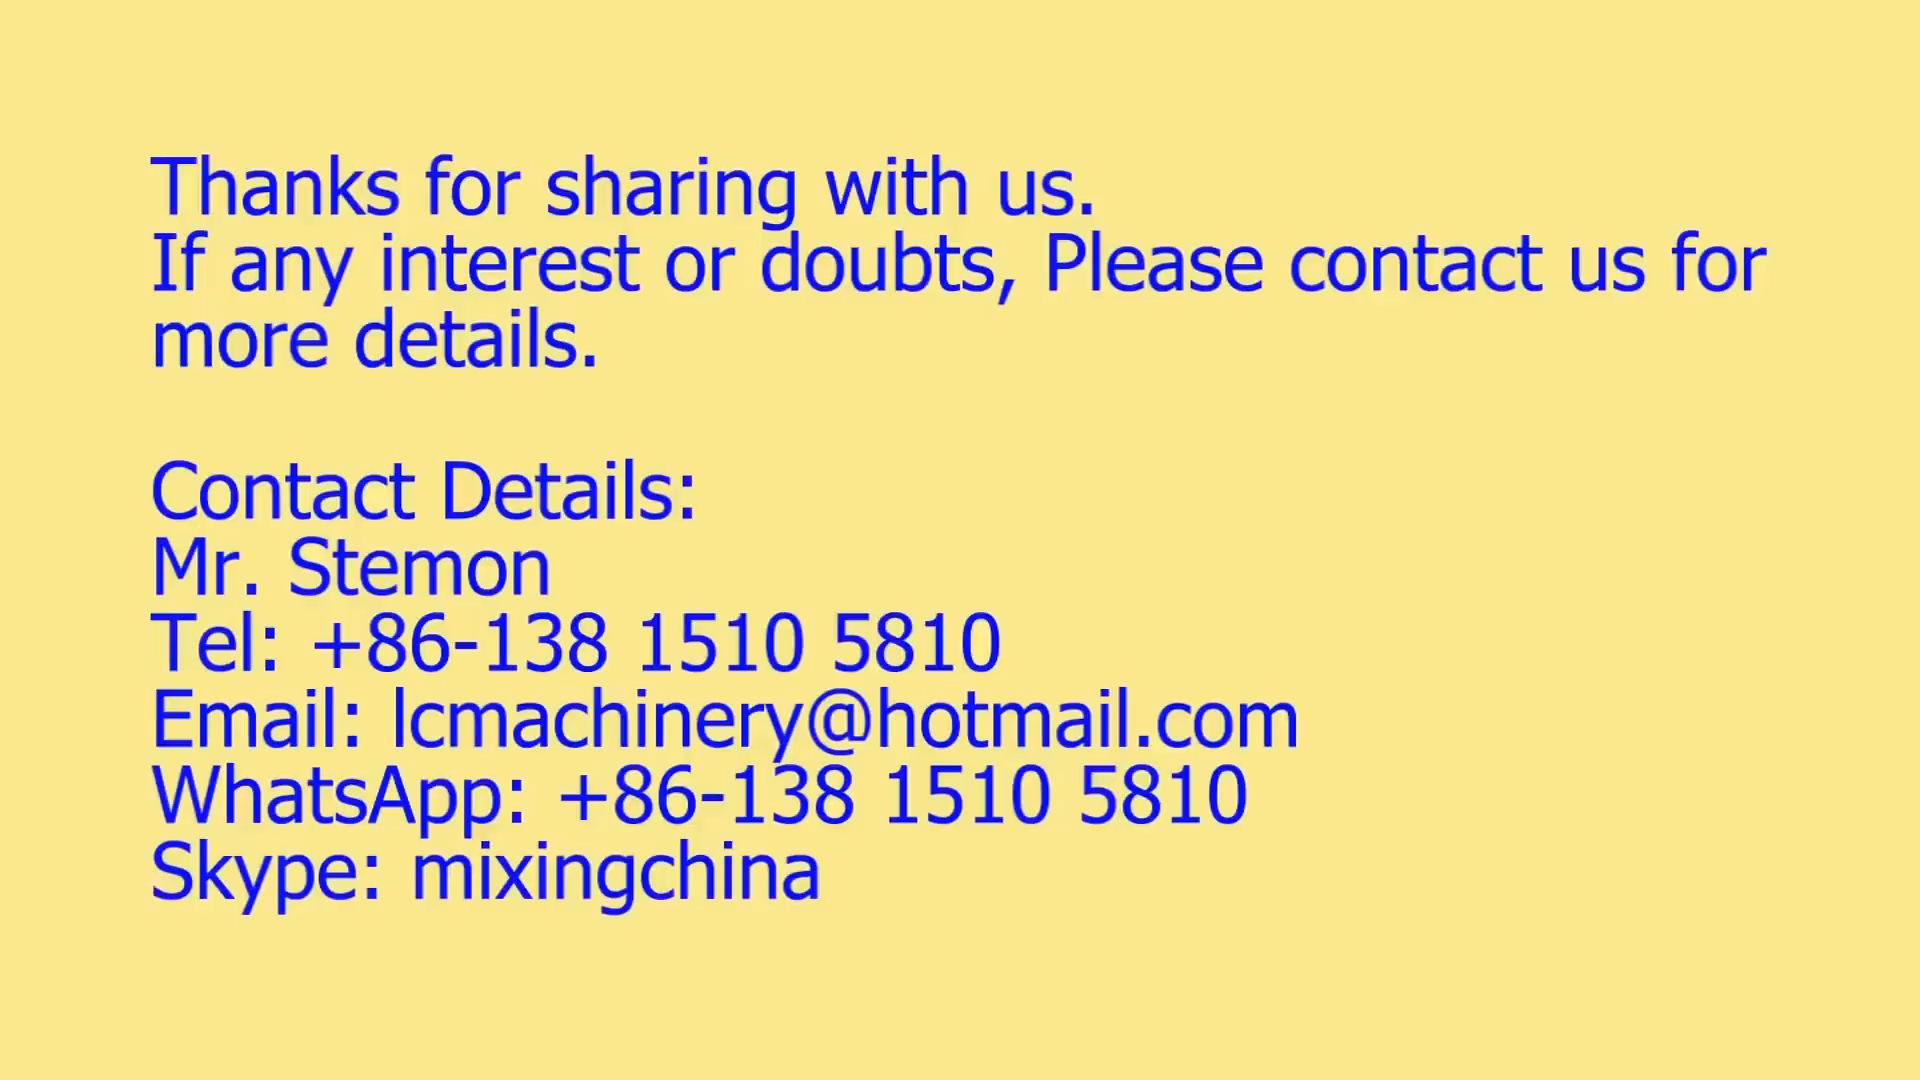 Thanks for sharing with us.
If any interest or doubts, Please contact us for
more details.
Contact Details:
Mr. Stemon
Tel: +86-138 1510 5810
Email: lcmachinery@hotmail.com
WhatsApp: +86-138 1510 5810
Skype: mixingchina